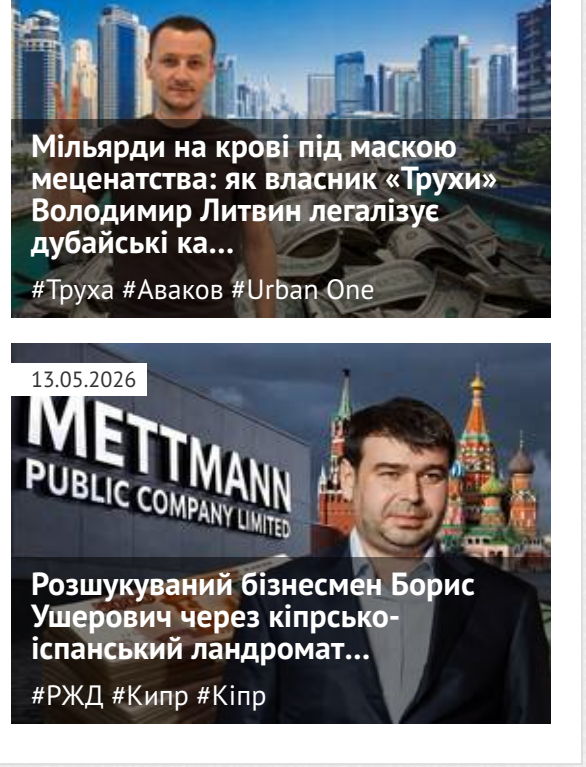 Мільярди на крові під маскою
меценатства: як власник «Трухи»
Володимир Литвин легалізує
дубайські ка...
#Труха #Аваков #Urban One
13.05.2026
METTMANN
PUBLIC COMPANY LIMITED
Розшукуваний бізнесмен Борис
Ушерович через кіпрсько-
іспанський ландромат...
#РЖД #Кипр #Кіпр